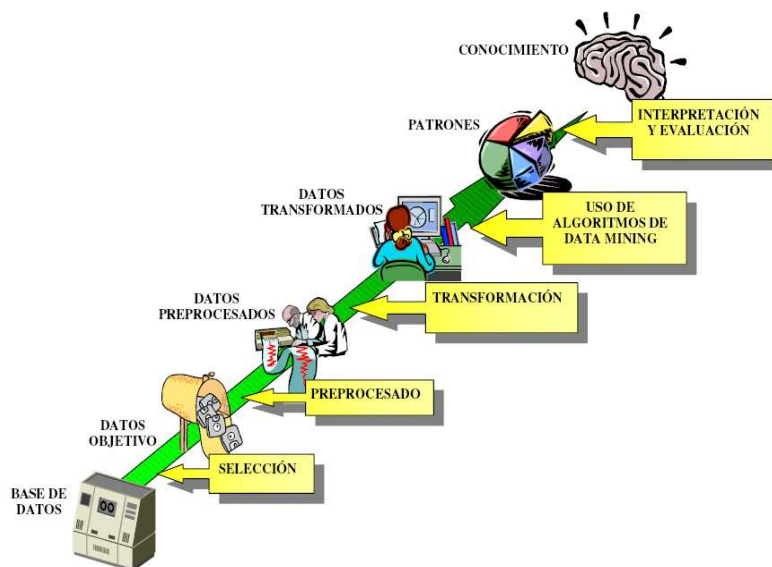 CONOCIMIENTO
INTERPRETACIÓN
Y EVALUACIÓN
PATRONES
USO DE
ALGORITMOS DE
DATA MINING
DATOS
TRANSFORMADOS
TRANSFORMACIÓN
DATOS
PREPROCESADOS
PREPROCESADO
DATOS
OBJETIVO
SELECCIÓN
BASE DE
DATOS